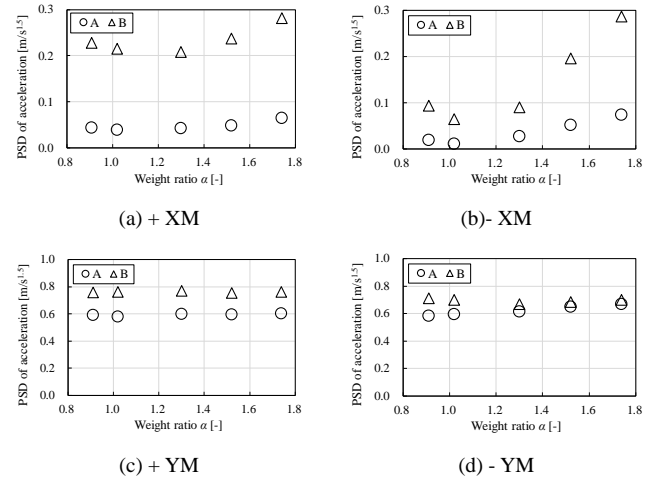 PSD of acceleration [m/s^1.5]
0.3
0.2
0.1
0.0
A B
0.8 1.0 1.2 1.4 1.6 1.8
Weight ratio α [-]
(a) + XM
PSD of acceleration [m/s^1.5]
0.3
0.2
0.1
0.0
A B
0.8 1.0 1.2 1.4 1.6 1.8
Weight ratio α [-]
(b)- XM
PSD of acceleration [m/s^1.5]
1.0
0.8
0.6
0.4
0.2
0.0
A B
0.8 1.0 1.2 1.4 1.6 1.8
Weight ratio α [-]
(c) + YM
PSD of acceleration [m/s^1.5]
1.0
0.8
0.6
0.4
0.2
0.0
A B
0.8 1.0 1.2 1.4 1.6 1.8
Weight ratio α [-]
(d) - YM